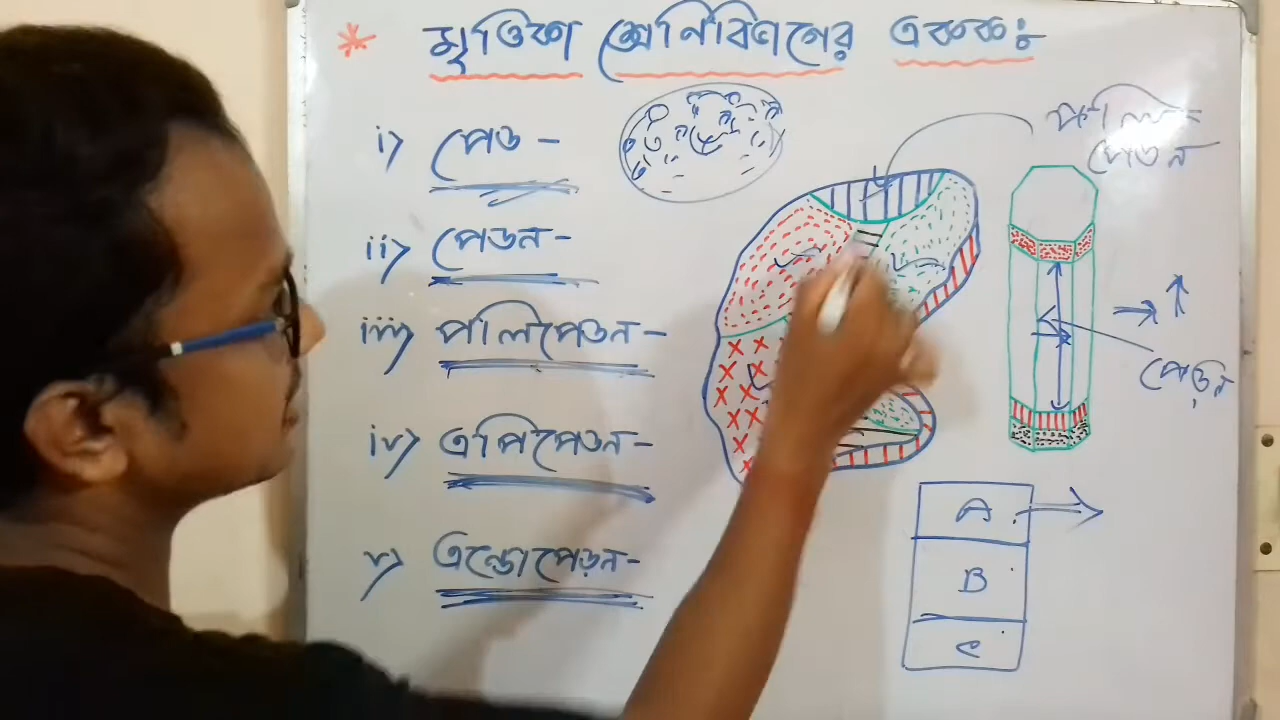 * মৃত্তিকা শ্রেণিবিভাগের একক:
i) পেড -
ii) পেডন -
iii) পলিপেডন -
iv) এপিপেডন -
v) এন্ডোপেডন -
পলি-
পেডন
পেডন
A
B
C